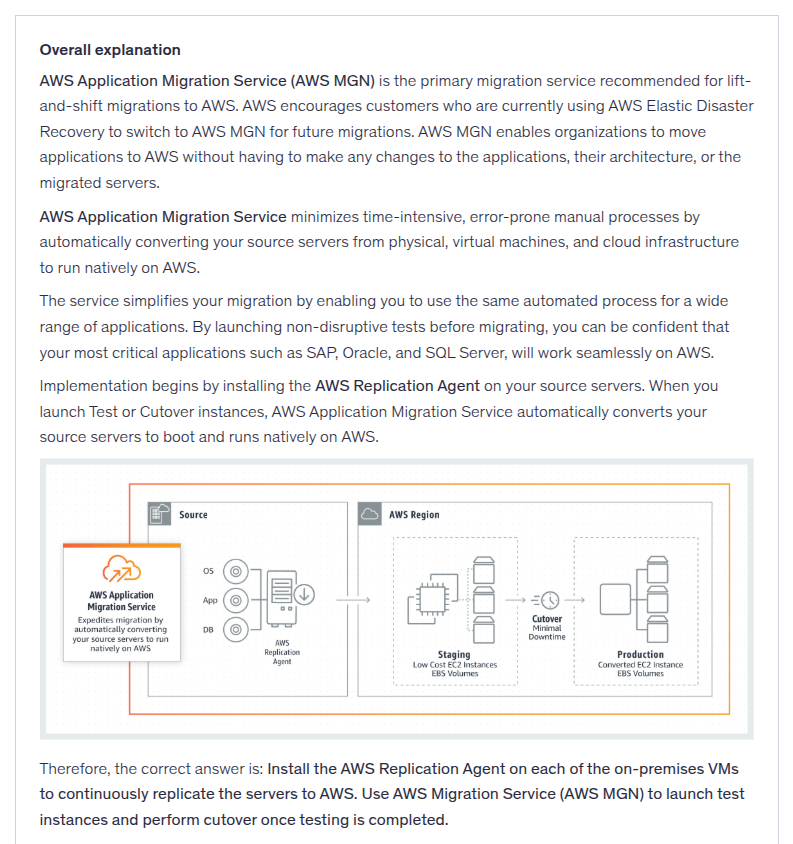 Overall explanation
AWS Application Migration Service (AWS MGN) is the primary migration service recommended for lift-
and-shift migrations to AWS. AWS encourages customers who are currently using AWS Elastic Disaster
Recovery to switch to AWS MGN for future migrations. AWS MGN enables organizations to move
applications to AWS without having to make any changes to the applications, their architecture, or the
migrated servers.
AWS Application Migration Service minimizes time-intensive, error-prone manual processes by
automatically converting your source servers from physical, virtual machines, and cloud infrastructure
to run natively on AWS.
The service simplifies your migration by enabling you to use the same automated process for a wide
range of applications. By launching non-disruptive tests before migrating, you can be confident that
your most critical applications such as SAP, Oracle, and SQL Server, will work seamlessly on AWS.
Implementation begins by installing the AWS Replication Agent on your source servers. When you
launch Test or Cutover instances, AWS Application Migration Service automatically converts your
source servers to boot and runs natively on AWS.
AWS Application
Migration Service
Expedites migration by
automatically converting
your source servers to run
natively on AWS
Source
OS
App
DB
AWS
Replication
Agent
AWS Region
Staging
Low Cost EC2 Instances
EBS Volumes
Cutover
Minimal
Downtime
Production
Converted EC2 Instance
EBS Volumes
Therefore, the correct answer is: Install the AWS Replication Agent on each of the on-premises VMs
to continuously replicate the servers to AWS. Use AWS Migration Service (AWS MGN) to launch test
instances and perform cutover once testing is completed.